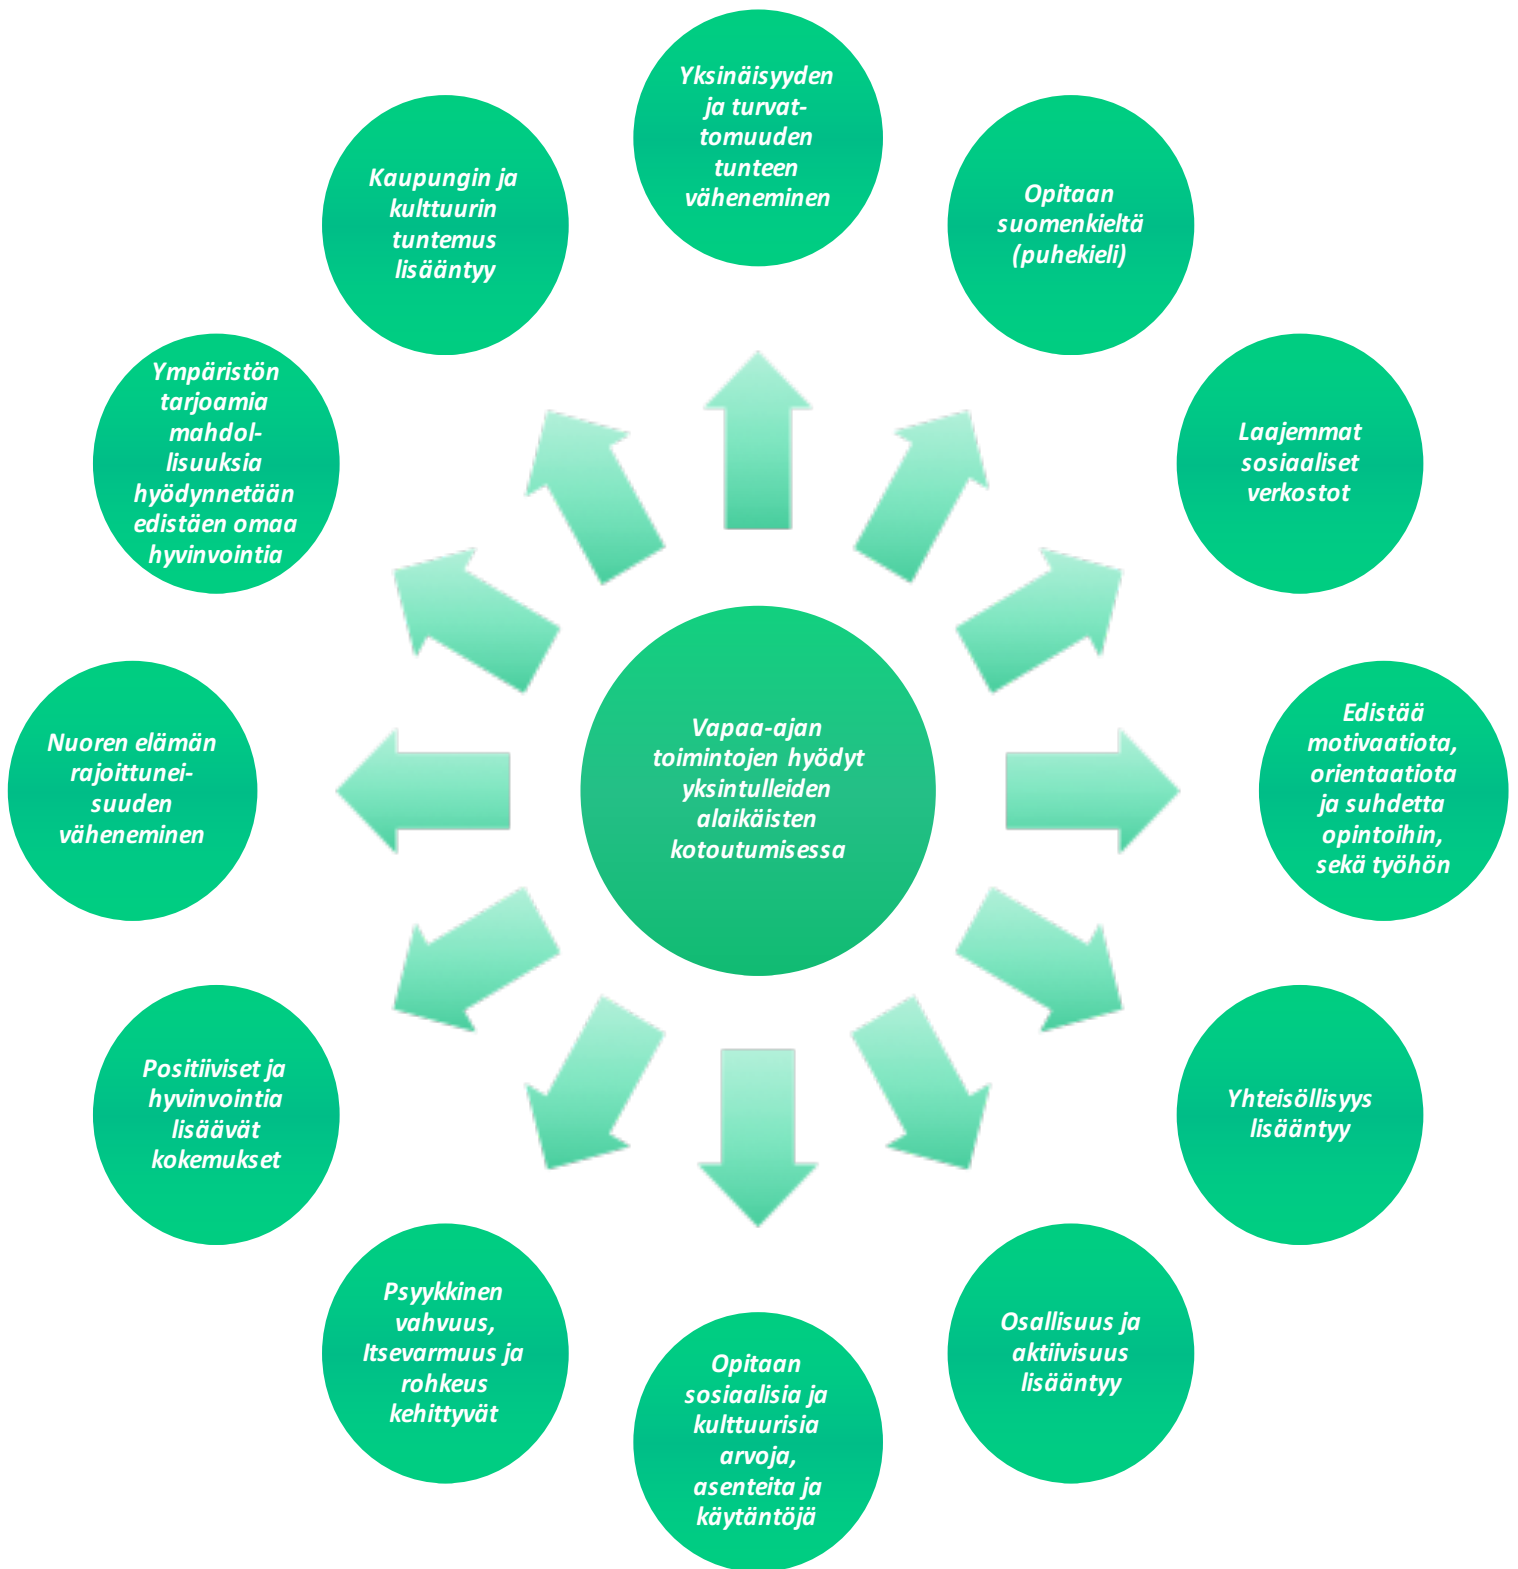 Yksinäisyyden
ja turvat-
tomuuden
tunteen
väheneminen
Opitaan
suomenkieltä
(puhekieli)
Laajemmat
sosiaaliset
verkostot
Edistää
motivaatiota,
orientaatiota
ja suhdetta
opintoihin,
sekä työhön
Yhteisöllisyys
lisääntyy
Osallisuus ja
aktiivisuus
lisääntyy
Opitaan
sosiaalisia ja
kulttuurisia
arvoja,
asenteita ja
käytäntöjä
Psyykkinen
vahvuus,
Itsevarmuus ja
rohkeus
kehittyvät
Positiiviset ja
hyvinvointia
lisäävät
kokemukset
Nuoren elämän
rajoittunei-
suuden
väheneminen
Ympäristön
tarjoamia
mahdol-
lisuuksia
hyödynnetään
edistäen omaa
hyvinvointia
Kaupungin ja
kulttuurin
tuntemus
lisääntyy
Vapaa-ajan
toimintojen hyödyt
yksintulleiden
alaikäisten
kotoutumisessa